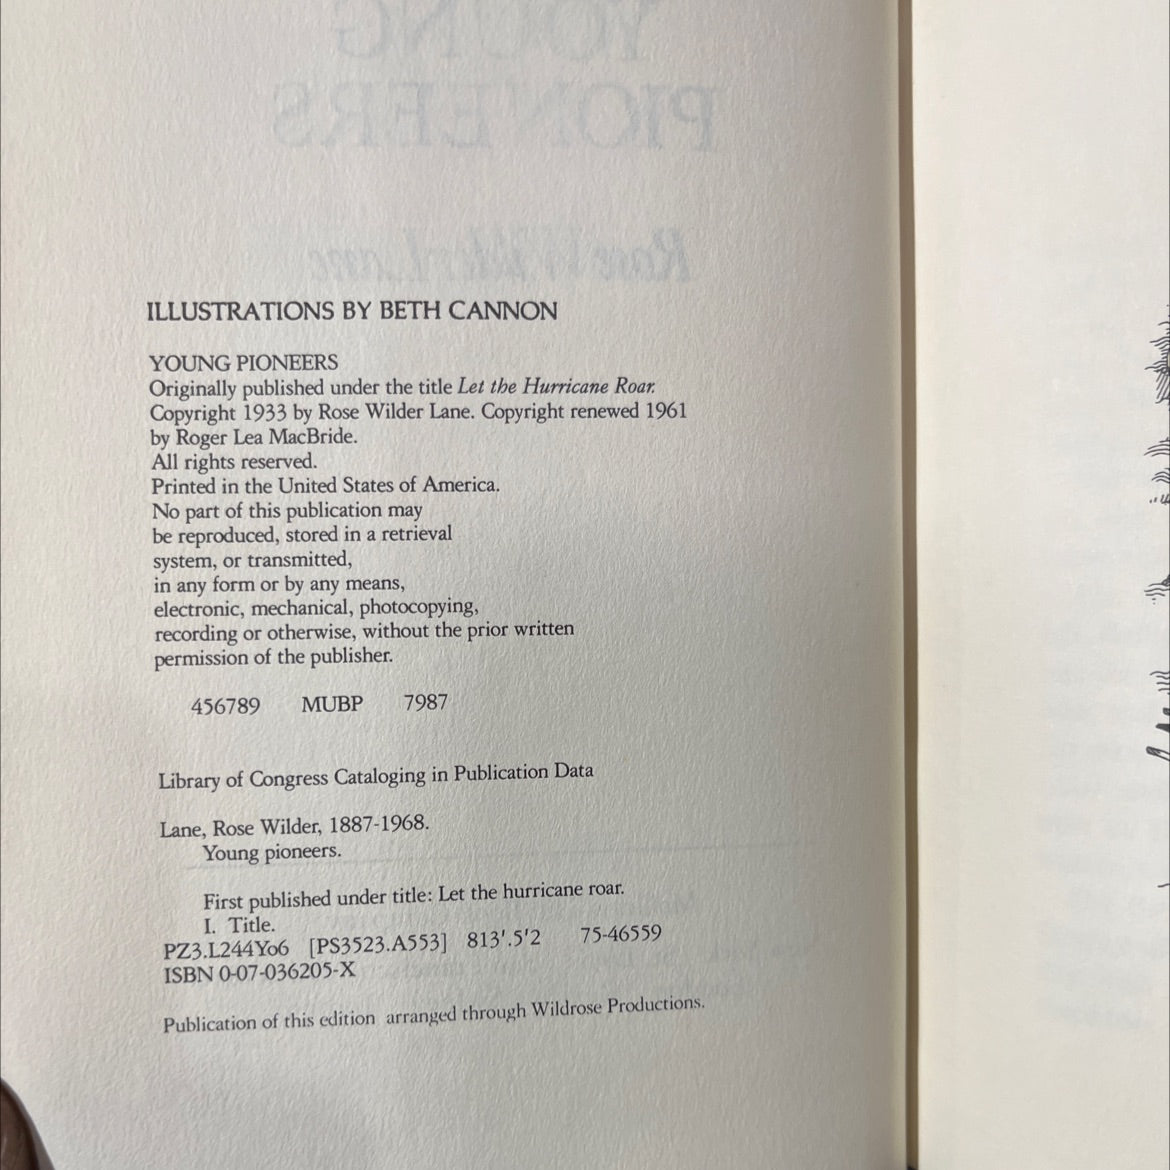 YOUNG
PIONEERS
Rose Wilder Lane
ILLUSTRATIONS BY BETH CANNON
YOUNG PIONEERS
Originally published under the title Let the Hurricane Roar.
Copyright 1933 by Rose Wilder Lane. Copyright renewed 1961
by Roger Lea MacBride.
All rights reserved.
Printed in the United States of America.
No part of this publication may
be reproduced, stored in a retrieval
system, or transmitted,
in any form or by any means,
electronic, mechanical, photocopying,
recording or otherwise, without the prior written
permission of the publisher.
456789 MUBP 7987
Library of Congress Cataloging in Publication Data
Lane, Rose Wilder, 1887-1968.
Young pioneers.
First published under title: Let the hurricane roar.
I. Title.
PZ3.L244Yo6 [PS3523.A553] 813'.5'2 75-46559
ISBN 0-07-036205-X
Publication of this edition arranged through Wildrose Productions.